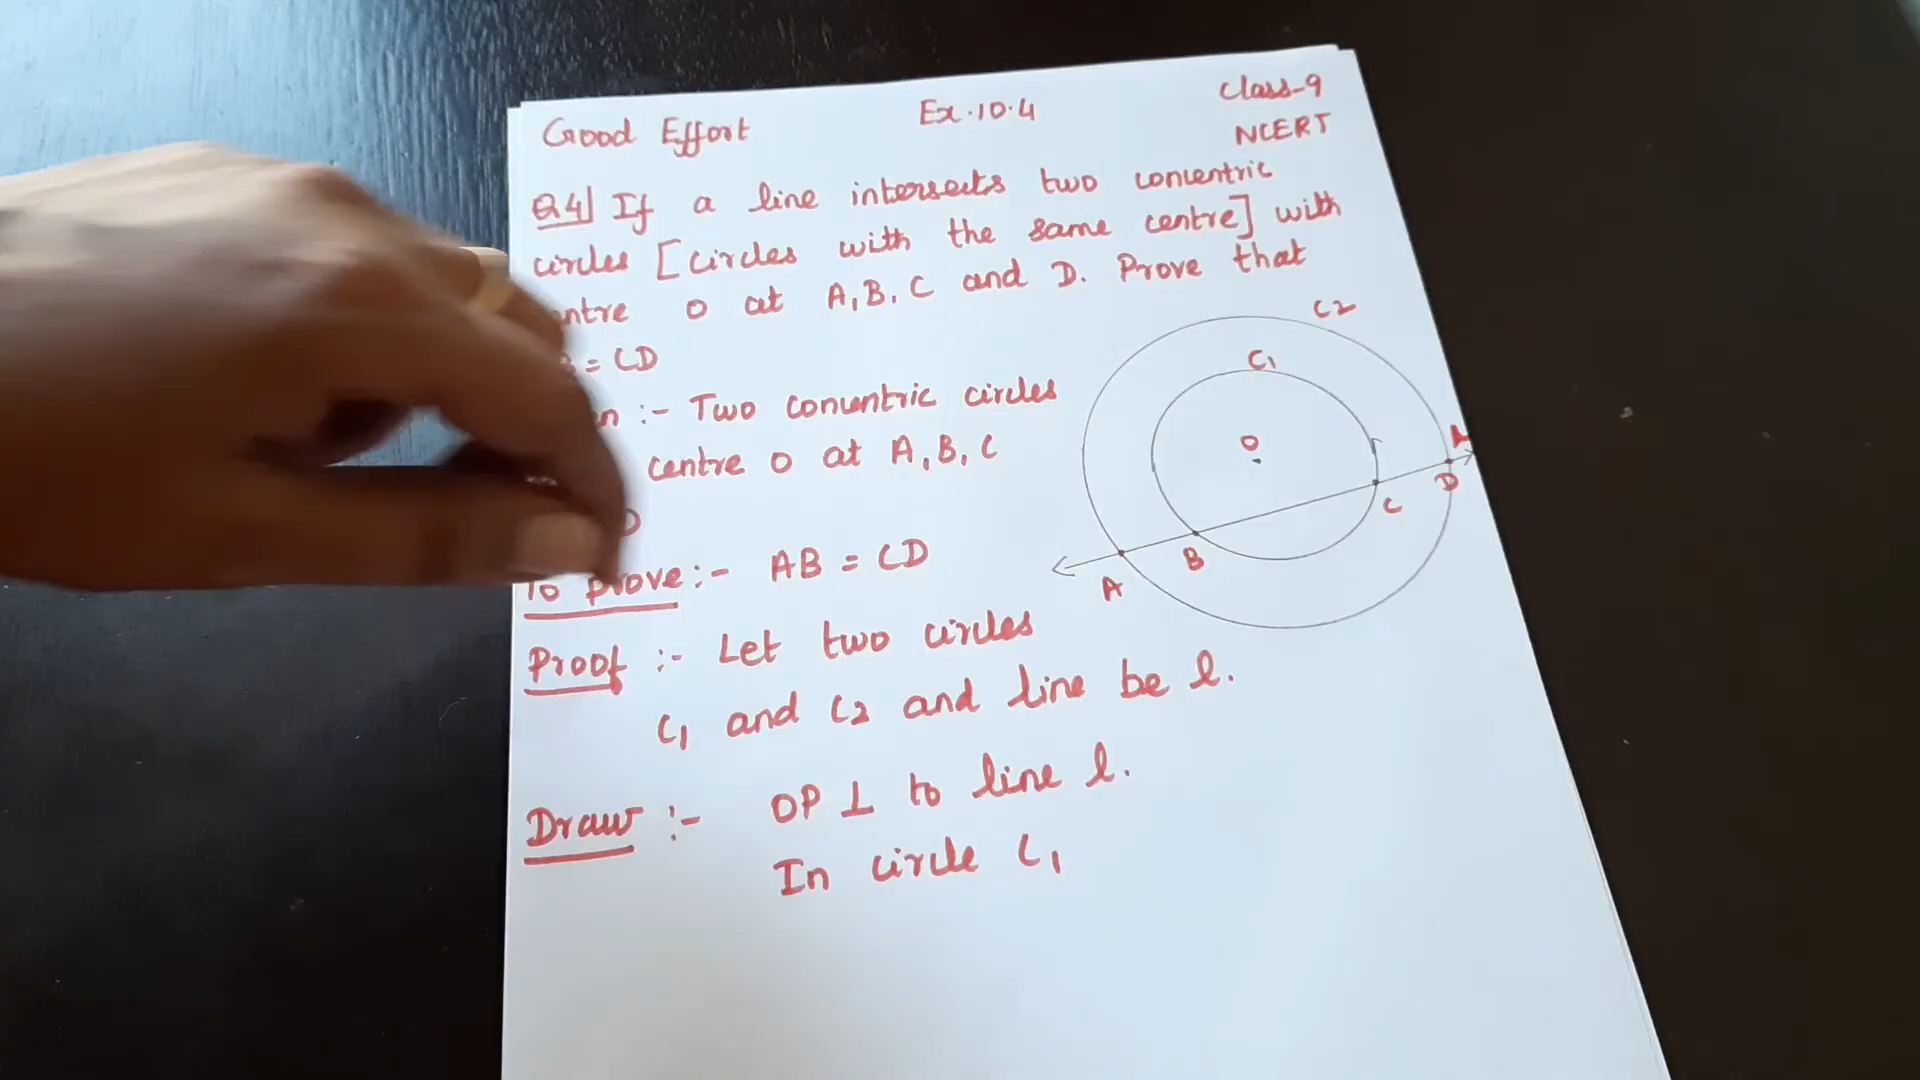 Good Effort Ex.10.4 Class-9
NCERT
Q4] If a line intersects two concentric
circles [circles with the same centre] with
ntre O at A, B, C and D. Prove that
= CD
n :- Two concentric circles
centre O at A, B, C
D
To prove :- AB = CD
Proof :- Let two circles
C1 and C2 and line be l.
Draw :- OP ⊥ to line l.
In circle C1
C2
C1
O
D
C
B
A